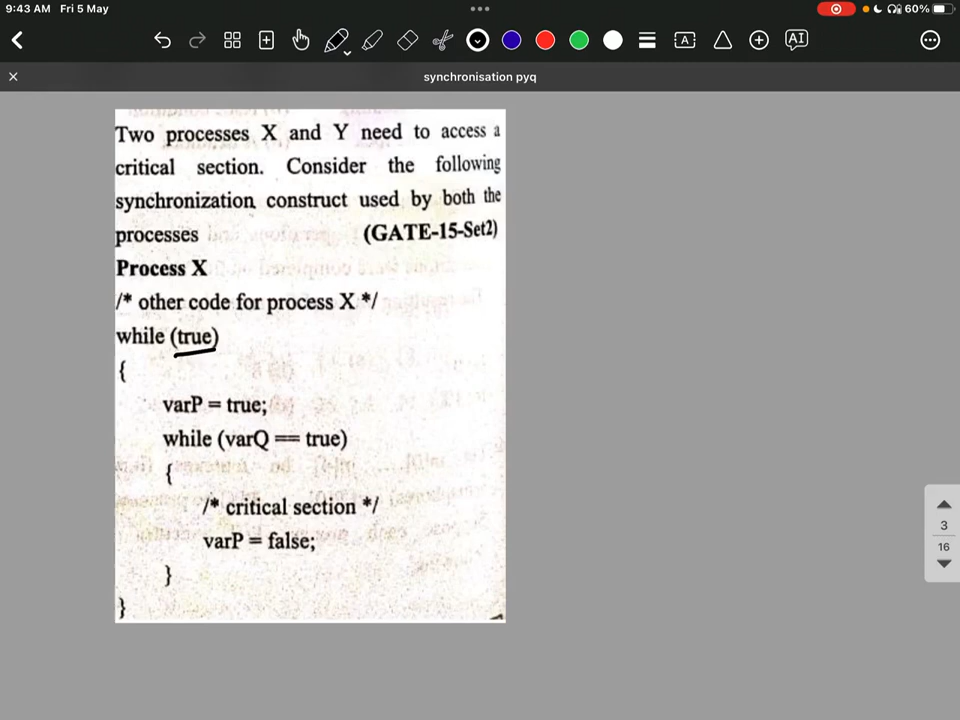 9:43 AM Fri 5 May
60%
AI
synchronisation pyq
Two processes X and Y need to access a
critical section. Consider the following
synchronization construct used by both the
processes (GATE-15-Set2)
Process X
/* other code for process X */
while (true)
{
varP = true;
while (varQ == true)
{
/* critical section */
varP = false;
}
}
3
16